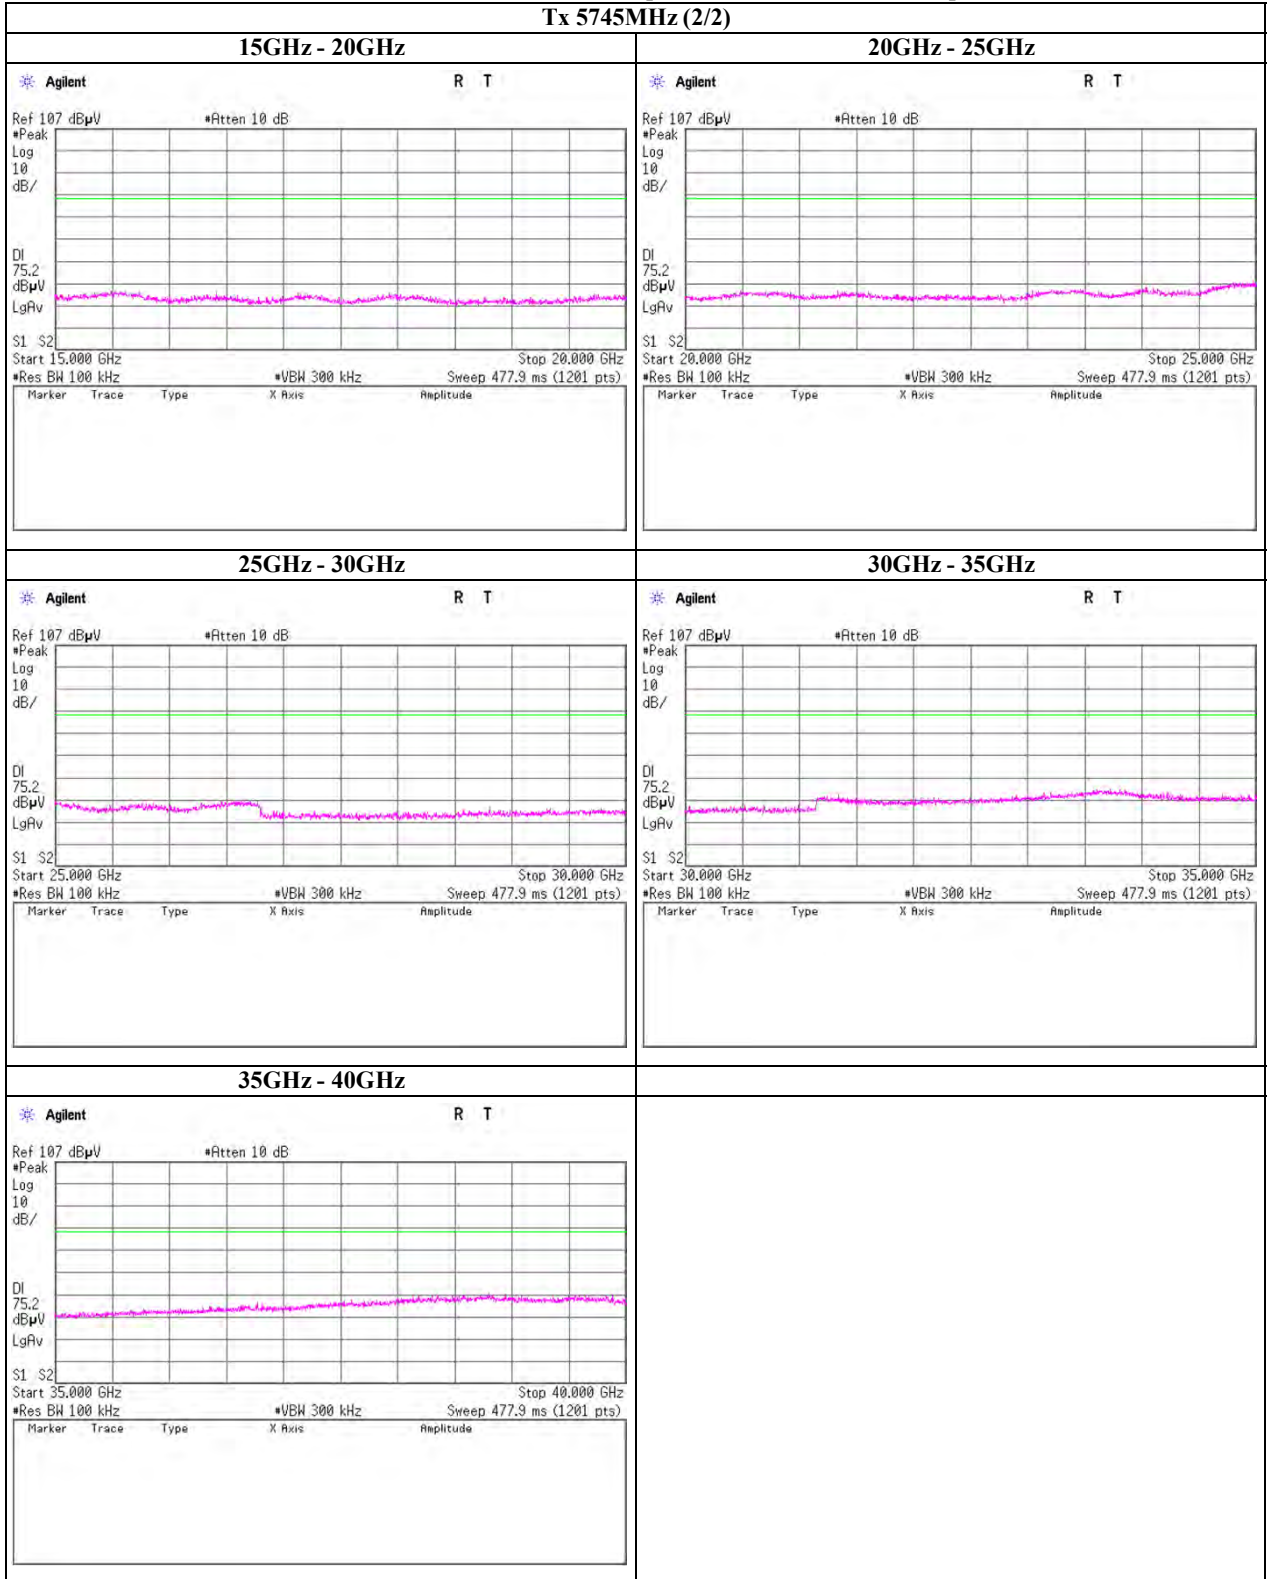 Tx 5745MHz (2/2)
15GHz - 20GHz
Agilent R T
Ref 107 dBµV #Atten 10 dB
#Peak
Log
10
dB/
DI
75.2
dBµV
LgAv
S1 S2
Start 15.000 GHz Stop 20.000 GHz
#Res BW 100 kHz #VBW 300 kHz Sweep 477.9 ms (1201 pts)
Marker Trace Type X Axis Amplitude
20GHz - 25GHz
Agilent R T
Ref 107 dBµV #Atten 10 dB
#Peak
Log
10
dB/
DI
75.2
dBµV
LgAv
S1 S2
Start 20.000 GHz Stop 25.000 GHz
#Res BW 100 kHz #VBW 300 kHz Sweep 477.9 ms (1201 pts)
Marker Trace Type X Axis Amplitude
25GHz - 30GHz
Agilent R T
Ref 107 dBµV #Atten 10 dB
#Peak
Log
10
dB/
DI
75.2
dBµV
LgAv
S1 S2
Start 25.000 GHz Stop 30.000 GHz
#Res BW 100 kHz #VBW 300 kHz Sweep 477.9 ms (1201 pts)
Marker Trace Type X Axis Amplitude
30GHz - 35GHz
Agilent R T
Ref 107 dBµV #Atten 10 dB
#Peak
Log
10
dB/
DI
75.2
dBµV
LgAv
S1 S2
Start 30.000 GHz Stop 35.000 GHz
#Res BW 100 kHz #VBW 300 kHz Sweep 477.9 ms (1201 pts)
Marker Trace Type X Axis Amplitude
35GHz - 40GHz
Agilent R T
Ref 107 dBµV #Atten 10 dB
#Peak
Log
10
dB/
DI
75.2
dBµV
LgAv
S1 S2
Start 35.000 GHz Stop 40.000 GHz
#Res BW 100 kHz #VBW 300 kHz Sweep 477.9 ms (1201 pts)
Marker Trace Type X Axis Amplitude